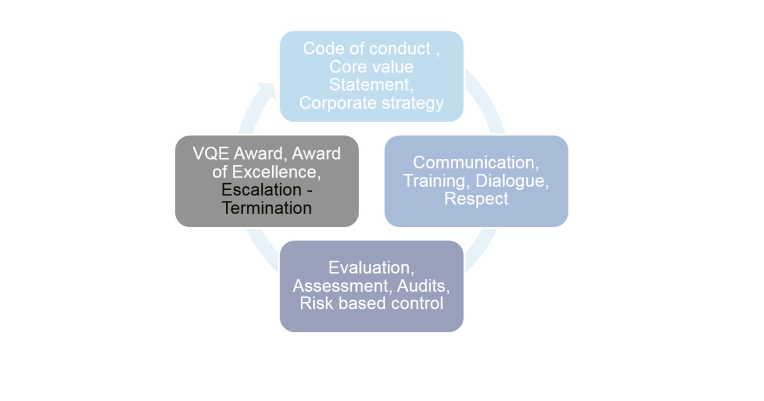 Code of conduct ,
Core value
Statement,
Corporate strategy
Communication,
Training, Dialogue,
Respect
Evaluation,
Assessment, Audits,
Risk based control
VQE Award, Award
of Excellence,
Escalation -
Termination